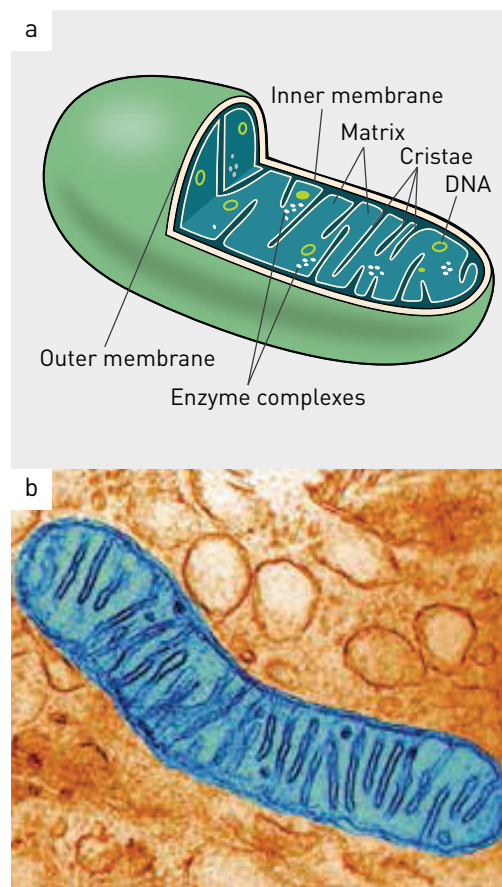 a
Inner membrane
Matrix
Cristae
DNA
Outer membrane
Enzyme complexes
b